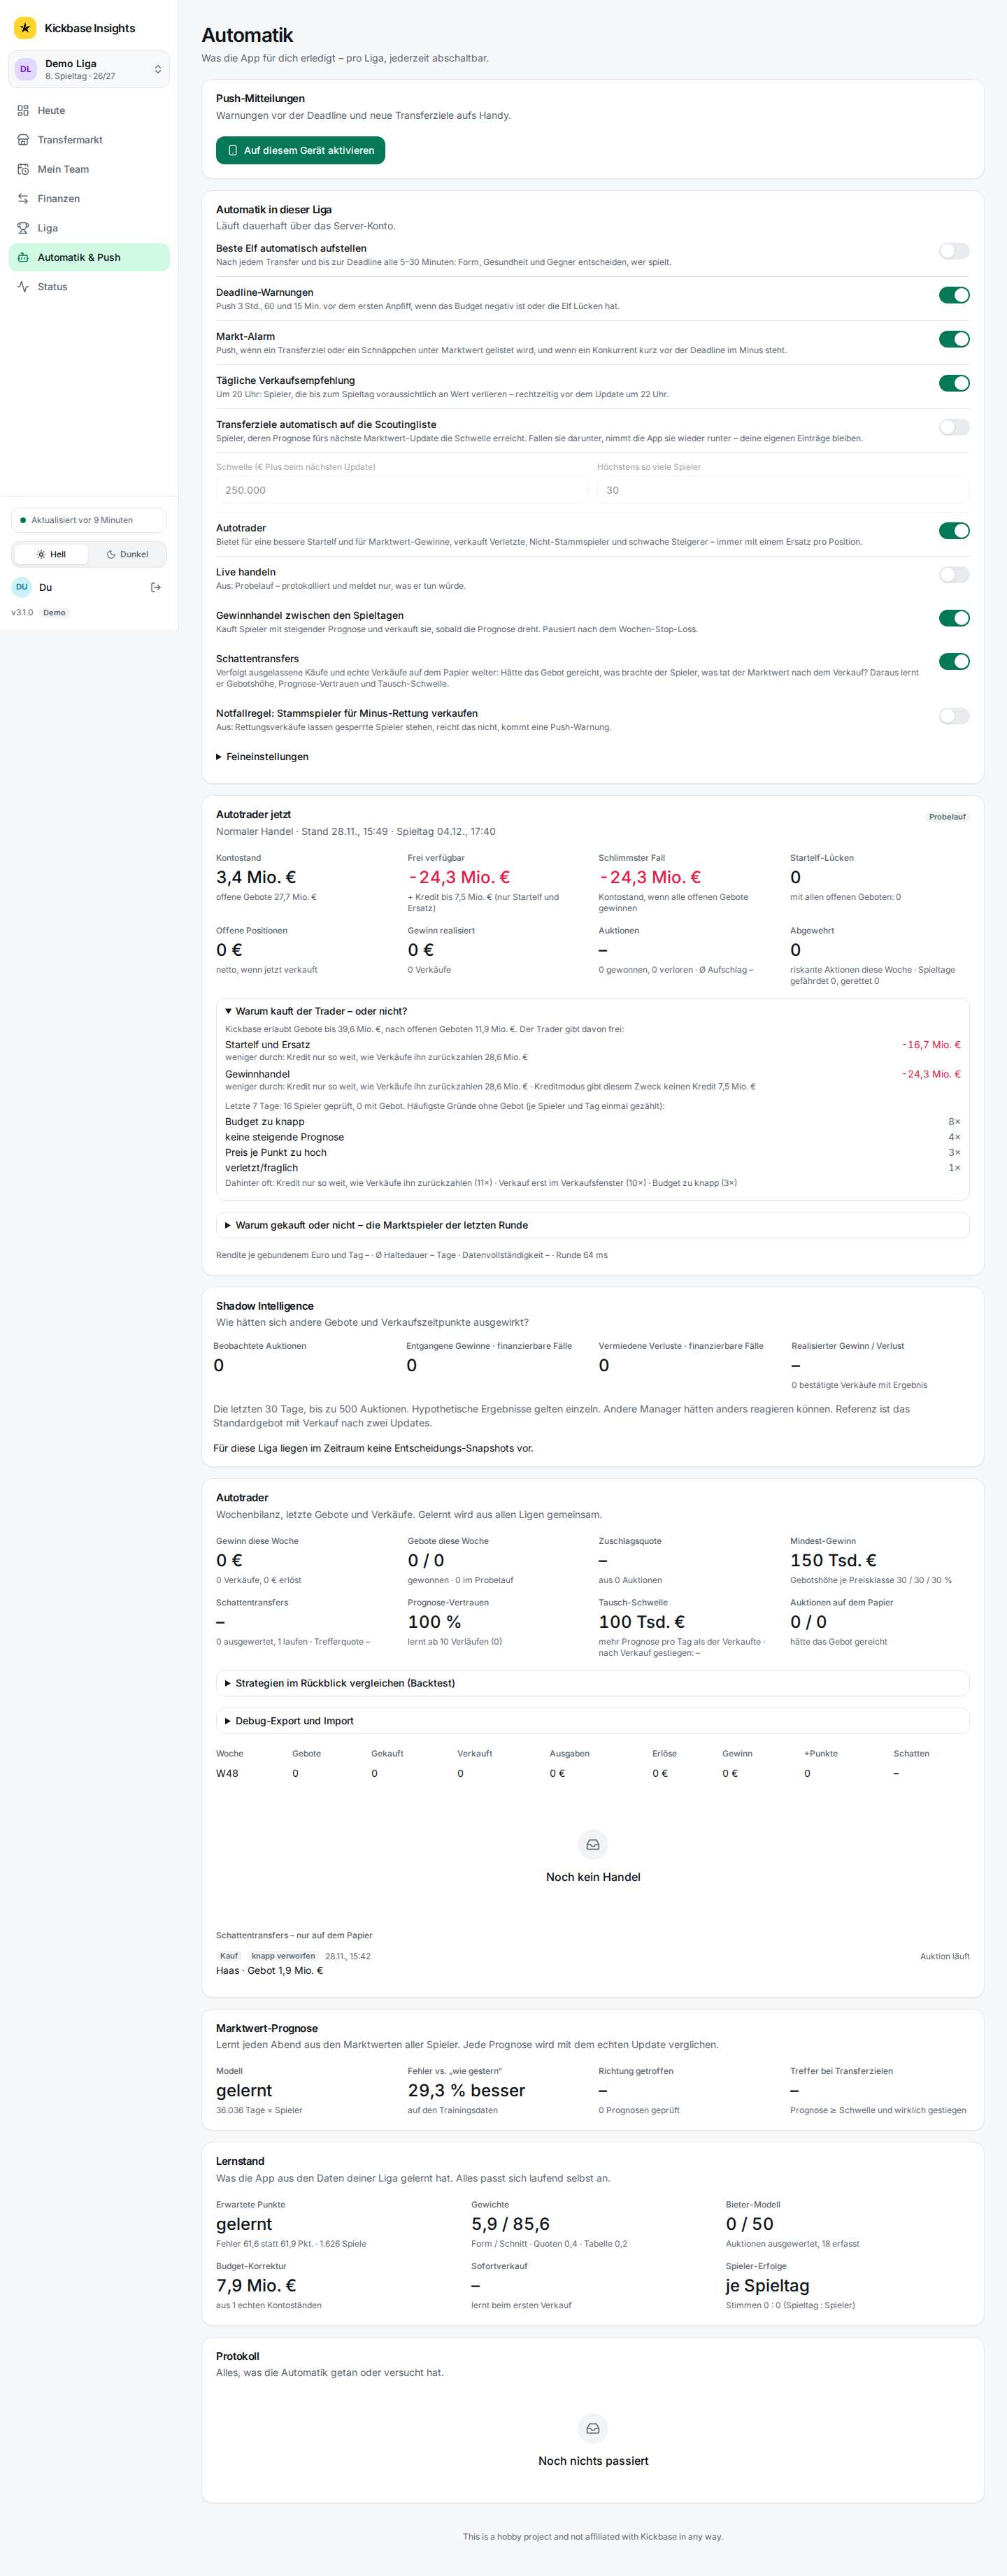 Kickbase Insights
DL
Demo Liga
8. Spieltag · 26/27
Heute
Transfermarkt
Mein Team
Finanzen
Liga
Automatik & Push
Status
Aktualisiert vor 9 Minuten
Hell
Dunkel
DU
Du
v3.1.0
Demo
Automatik
Was die App für dich erledigt – pro Liga, jederzeit abschaltbar.
Push-Mitteilungen
Warnungen vor der Deadline und neue Transferziele aufs Handy.
Auf diesem Gerät aktivieren
Automatik in dieser Liga
Läuft dauerhaft über das Server-Konto.
Beste Elf automatisch aufstellen
Nach jedem Transfer und bis zur Deadline alle 5–30 Minuten: Form, Gesundheit und Gegner entscheiden, wer spielt.
Deadline-Warnungen
Push 3 Std., 60 und 15 Min. vor dem ersten Anpfiff, wenn das Budget negativ ist oder die Elf Lücken hat.
Markt-Alarm
Push, wenn ein Transferziel oder ein Schnäppchen unter Marktwert gelistet wird, und wenn ein Konkurrent kurz vor der Deadline im Minus steht.
Tägliche Verkaufsempfehlung
Um 20 Uhr: Spieler, die bis zum Spieltag voraussichtlich an Wert verlieren – rechtzeitig vor dem Update um 22 Uhr.
Transferziele automatisch auf die Scoutingliste
Spieler, deren Prognose fürs nächste Marktwert-Update die Schwelle erreicht. Fallen sie darunter, nimmt die App sie wieder runter – deine eigenen Einträge bleiben.
Schwelle (€ Plus beim nächsten Update)
Höchstens so viele Spieler
250.000
30
Autotrader
Bietet für eine bessere Startelf und für Marktwert-Gewinne, verkauft Verletzte, Nicht-Stammspieler und schwache Steigerer – immer mit einem Ersatz pro Position.
Live handeln
Aus: Probelauf – protokolliert und meldet nur, was er tun würde.
Gewinnhandel zwischen den Spieltagen
Kauft Spieler mit steigender Prognose und verkauft sie, sobald die Prognose dreht. Pausiert nach dem Wochen-Stop-Loss.
Schattentransfers
Verfolgt ausgelassene Käufe und echte Verkäufe auf dem Papier weiter: Hätte das Gebot gereicht, was brachte der Spieler, was tat der Marktwert nach dem Verkauf? Daraus lernt
er Gebotshöhe, Prognose-Vertrauen und Tausch-Schwelle.
Notfallregel: Stammspieler für Minus-Rettung verkaufen
Aus: Rettungsverkäufe lassen gesperrte Spieler stehen, reicht das nicht, kommt eine Push-Warnung.
Feineinstellungen
Autotrader jetzt
Probelauf
Normaler Handel · Stand 28.11., 15:49 · Spieltag 04.12., 17:40
Kontostand
Frei verfügbar
Schlimmster Fall
Startelf-Lücken
3,4 Mio. €
-24,3 Mio. €
-24,3 Mio. €
0
offene Gebote 27,7 Mio. €
+ Kredit bis 7,5 Mio. € (nur Startelf und
Ersatz)
Kontostand, wenn alle offenen Gebote
gewinnen
mit allen offenen Geboten: 0
Offene Positionen
Gewinn realisiert
Auktionen
Abgewehrt
0 €
0 €
–
0
netto, wenn jetzt verkauft
0 Verkäufe
0 gewonnen, 0 verloren · Ø Aufschlag –
riskante Aktionen diese Woche · Spieltage
gefährdet 0, gerettet 0
Warum kauft der Trader – oder nicht?
Kickbase erlaubt Gebote bis 39,6 Mio. €, nach offenen Geboten 11,9 Mio. €. Der Trader gibt davon frei:
Startelf und Ersatz
-16,7 Mio. €
weniger durch: Kredit nur so weit, wie Verkäufe ihn zurückzahlen 28,6 Mio. €
Gewinnhandel
-24,3 Mio. €
weniger durch: Kredit nur so weit, wie Verkäufe ihn zurückzahlen 28,6 Mio. € · Kreditmodus gibt diesem Zweck keinen Kredit 7,5 Mio. €
Letzte 7 Tage: 16 Spieler geprüft, 0 mit Gebot. Häufigste Gründe ohne Gebot (je Spieler und Tag einmal gezählt):
Budget zu knapp
8×
keine steigende Prognose
4×
Preis je Punkt zu hoch
3×
verletzt/fraglich
1×
Dahinter oft: Kredit nur so weit, wie Verkäufe ihn zurückzahlen (11×) · Verkauf erst im Verkaufsfenster (10×) · Budget zu knapp (3×)
Warum gekauft oder nicht – die Marktspieler der letzten Runde
Rendite je gebundenem Euro und Tag – · Ø Haltedauer – Tage · Datenvollständigkeit – · Runde 64 ms
Shadow Intelligence
Wie hätten sich andere Gebote und Verkaufszeitpunkte ausgewirkt?
Beobachtete Auktionen
Entgangene Gewinne · finanzierbare Fälle
Vermiedene Verluste · finanzierbare Fälle
Realisierter Gewinn / Verlust
0
0
0
–
0 bestätigte Verkäufe mit Ergebnis
Die letzten 30 Tage, bis zu 500 Auktionen. Hypothetische Ergebnisse gelten einzeln. Andere Manager hätten anders reagieren können. Referenz ist das
Standardgebot mit Verkauf nach zwei Updates.
Für diese Liga liegen im Zeitraum keine Entscheidungs-Snapshots vor.
Autotrader
Wochenbilanz, letzte Gebote und Verkäufe. Gelernt wird aus allen Ligen gemeinsam.
Gewinn diese Woche
Gebote diese Woche
Zuschlagsquote
Mindest-Gewinn
0 €
0 / 0
–
150 Tsd. €
0 Verkäufe, 0 € erlöst
gewonnen · 0 im Probelauf
aus 0 Auktionen
Gebotshöhe je Preisklasse 30 / 30 / 30 %
Schattentransfers
Prognose-Vertrauen
Tausch-Schwelle
Auktionen auf dem Papier
–
100 %
100 Tsd. €
0 / 0
0 ausgewertet, 1 laufen · Trefferquote –
lernt ab 10 Verläufen (0)
mehr Prognose pro Tag als der Verkaufte ·
nach Verkauf gestiegen: –
hätte das Gebot gereicht
Strategien im Rückblick vergleichen (Backtest)
Debug-Export und Import
Woche
Gebote
Gekauft
Verkauft
Ausgaben
Erlöse
Gewinn
+Punkte
Schatten
W48
0
0
0
0 €
0 €
0 €
0
–
Noch kein Handel
Schattentransfers – nur auf dem Papier
Kauf
knapp verworfen
28.11., 15:42
Auktion läuft
Haas · Gebot 1,9 Mio. €
Marktwert-Prognose
Lernt jeden Abend aus den Marktwerten aller Spieler. Jede Prognose wird mit dem echten Update verglichen.
Modell
Fehler vs. „wie gestern“
Richtung getroffen
Treffer bei Transferzielen
gelernt
29,3 % besser
–
–
36.036 Tage × Spieler
auf den Trainingsdaten
0 Prognosen geprüft
Prognose ≥ Schwelle und wirklich gestiegen
Lernstand
Was die App aus den Daten deiner Liga gelernt hat. Alles passt sich laufend selbst an.
Erwartete Punkte
Gewichte
Bieter-Modell
gelernt
5,9 / 85,6
0 / 50
Fehler 61,6 statt 61,9 Pkt. · 1.626 Spiele
Form / Schnitt · Quoten 0,4 · Tabelle 0,2
Auktionen ausgewertet, 18 erfasst
Budget-Korrektur
Sofortverkauf
Spieler-Erfolge
7,9 Mio. €
–
je Spieltag
aus 1 echten Kontoständen
lernt beim ersten Verkauf
Stimmen 0 : 0 (Spieltag : Spieler)
Protokoll
Alles, was die Automatik getan oder versucht hat.
Noch nichts passiert
This is a hobby project and not affiliated with Kickbase in any way.